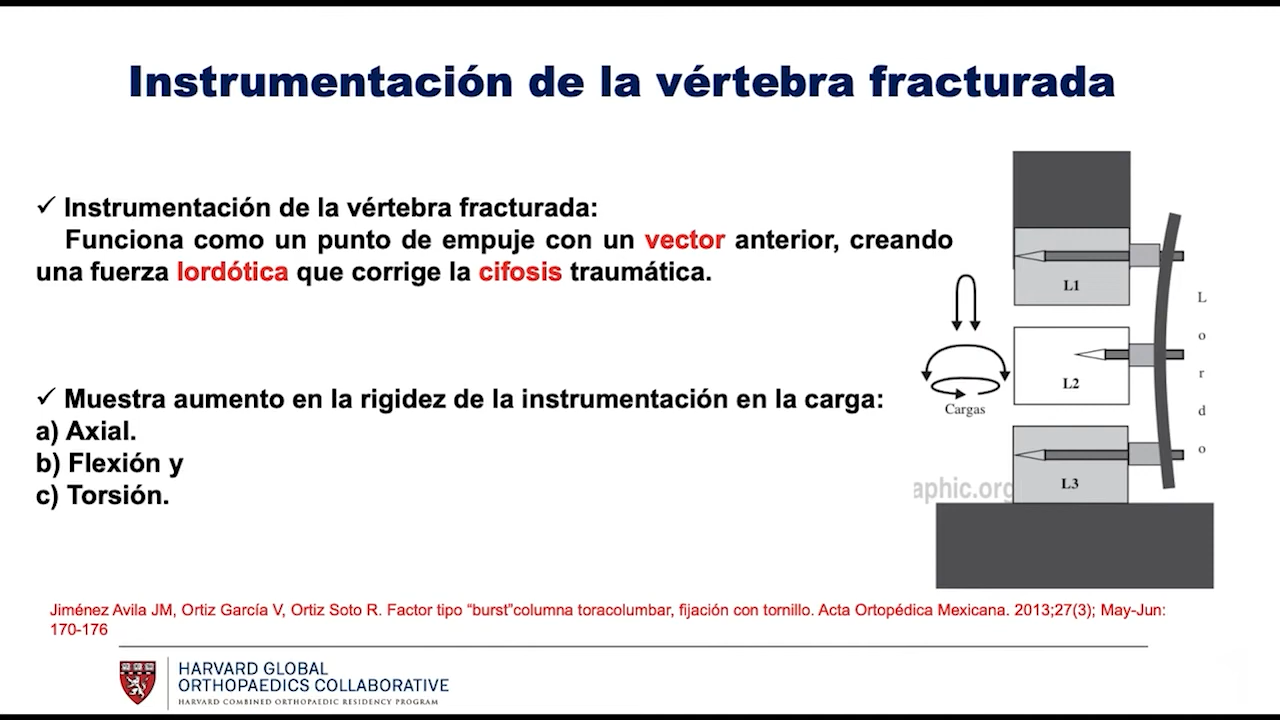 Instrumentación de la vértebra fracturada
✓ Instrumentación de la vértebra fracturada:
Funciona como un punto de empuje con un vector anterior, creando
una fuerza lordótica que corrige la cifosis traumática.
✓ Muestra aumento en la rigidez de la instrumentación en la carga:
a) Axial.
b) Flexión y
c) Torsión.
L1
L2
L3
Cargas
L
o
r
d
o
aphic.org
Jiménez Avila JM, Ortiz García V, Ortiz Soto R. Factor tipo “burst”columna toracolumbar, fijación con tornillo. Acta Ortopédica Mexicana. 2013;27(3); May-Jun:
170-176
HARVARD GLOBAL
ORTHOPAEDICS COLLABORATIVE
HARVARD COMBINED ORTHOPAEDIC RESIDENCY PROGRAM